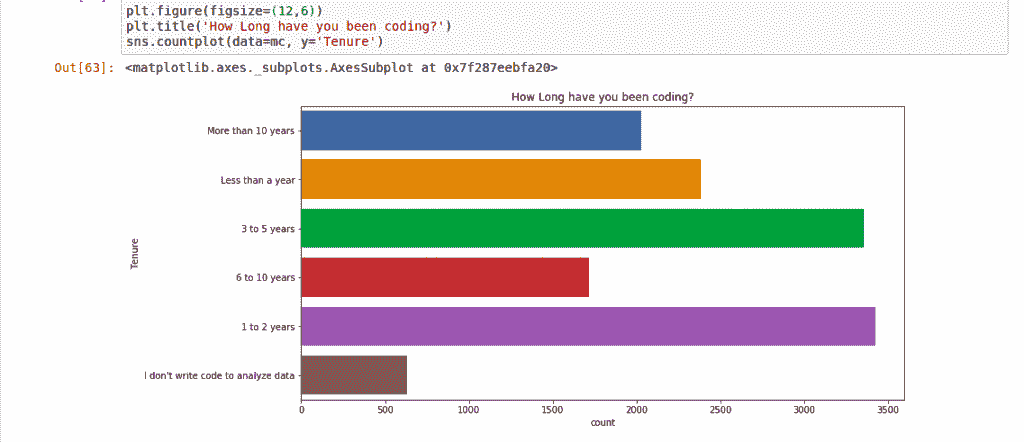 plt.figure(figsize=(12,6))
plt.title('How Long have you been coding?')
sns.countplot(data=mc, y='Tenure')
Out[63]: <matplotlib.axes._subplots.AxesSubplot at 0x7f287eebfa20>
How Long have you been coding?
More than 10 years
Less than a year
3 to 5 years
Tenure
6 to 10 years
1 to 2 years
I don't write code to analyze data
0 500 1000 1500 2000 2500 3000 3500
count